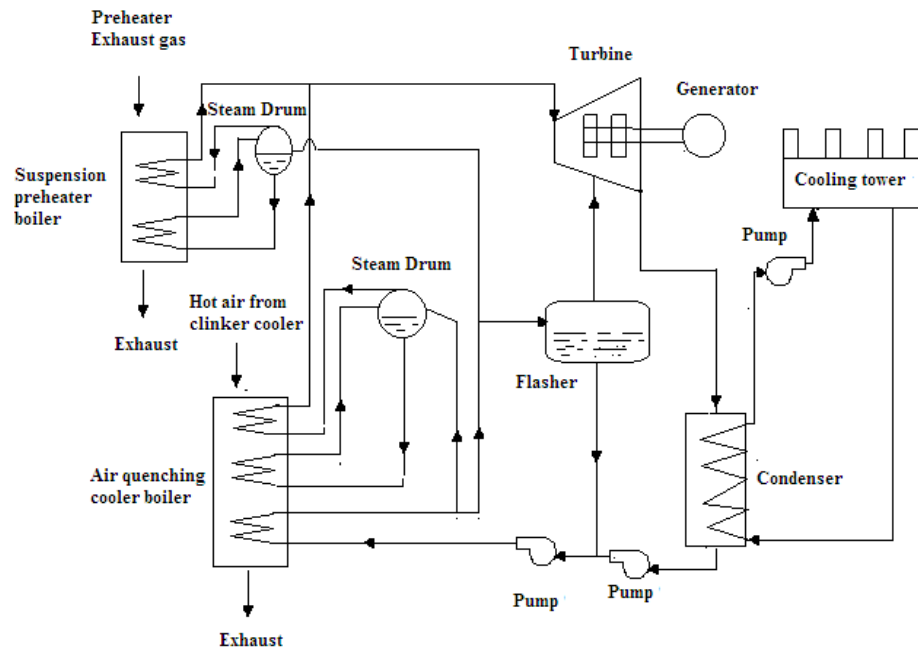 Preheater
Exhaust gas
Turbine
Steam Drum
Generator
Suspension
preheater
boiler
Cooling tower
Pump
Steam Drum
Hot air from
clinker cooler
Exhaust
Flasher
Air quenching
cooler boiler
Condenser
Pump
Pump
Exhaust